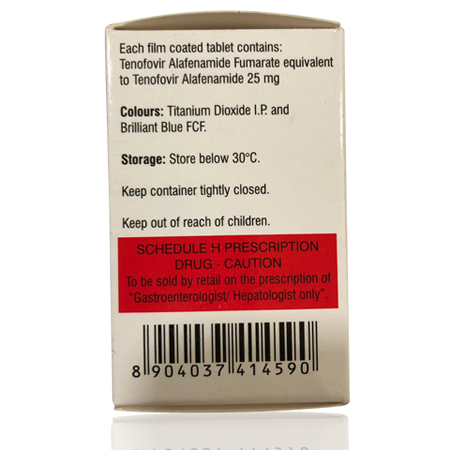 Each film coated tablet contains:
Tenofovir Alafenamide Fumarate equivalent
to Tenofovir Alafenamide 25 mg
Colours: Titanium Dioxide I.P. and
Brilliant Blue FCF.
Storage: Store below 30°C.
Keep container tightly closed.
Keep out of reach of children.
SCHEDULE H PRESCRIPTION
DRUG - CAUTION
To be sold by retail on the prescription of
"Gastroenterologist/ Hepatologist only".
8 904037 414590